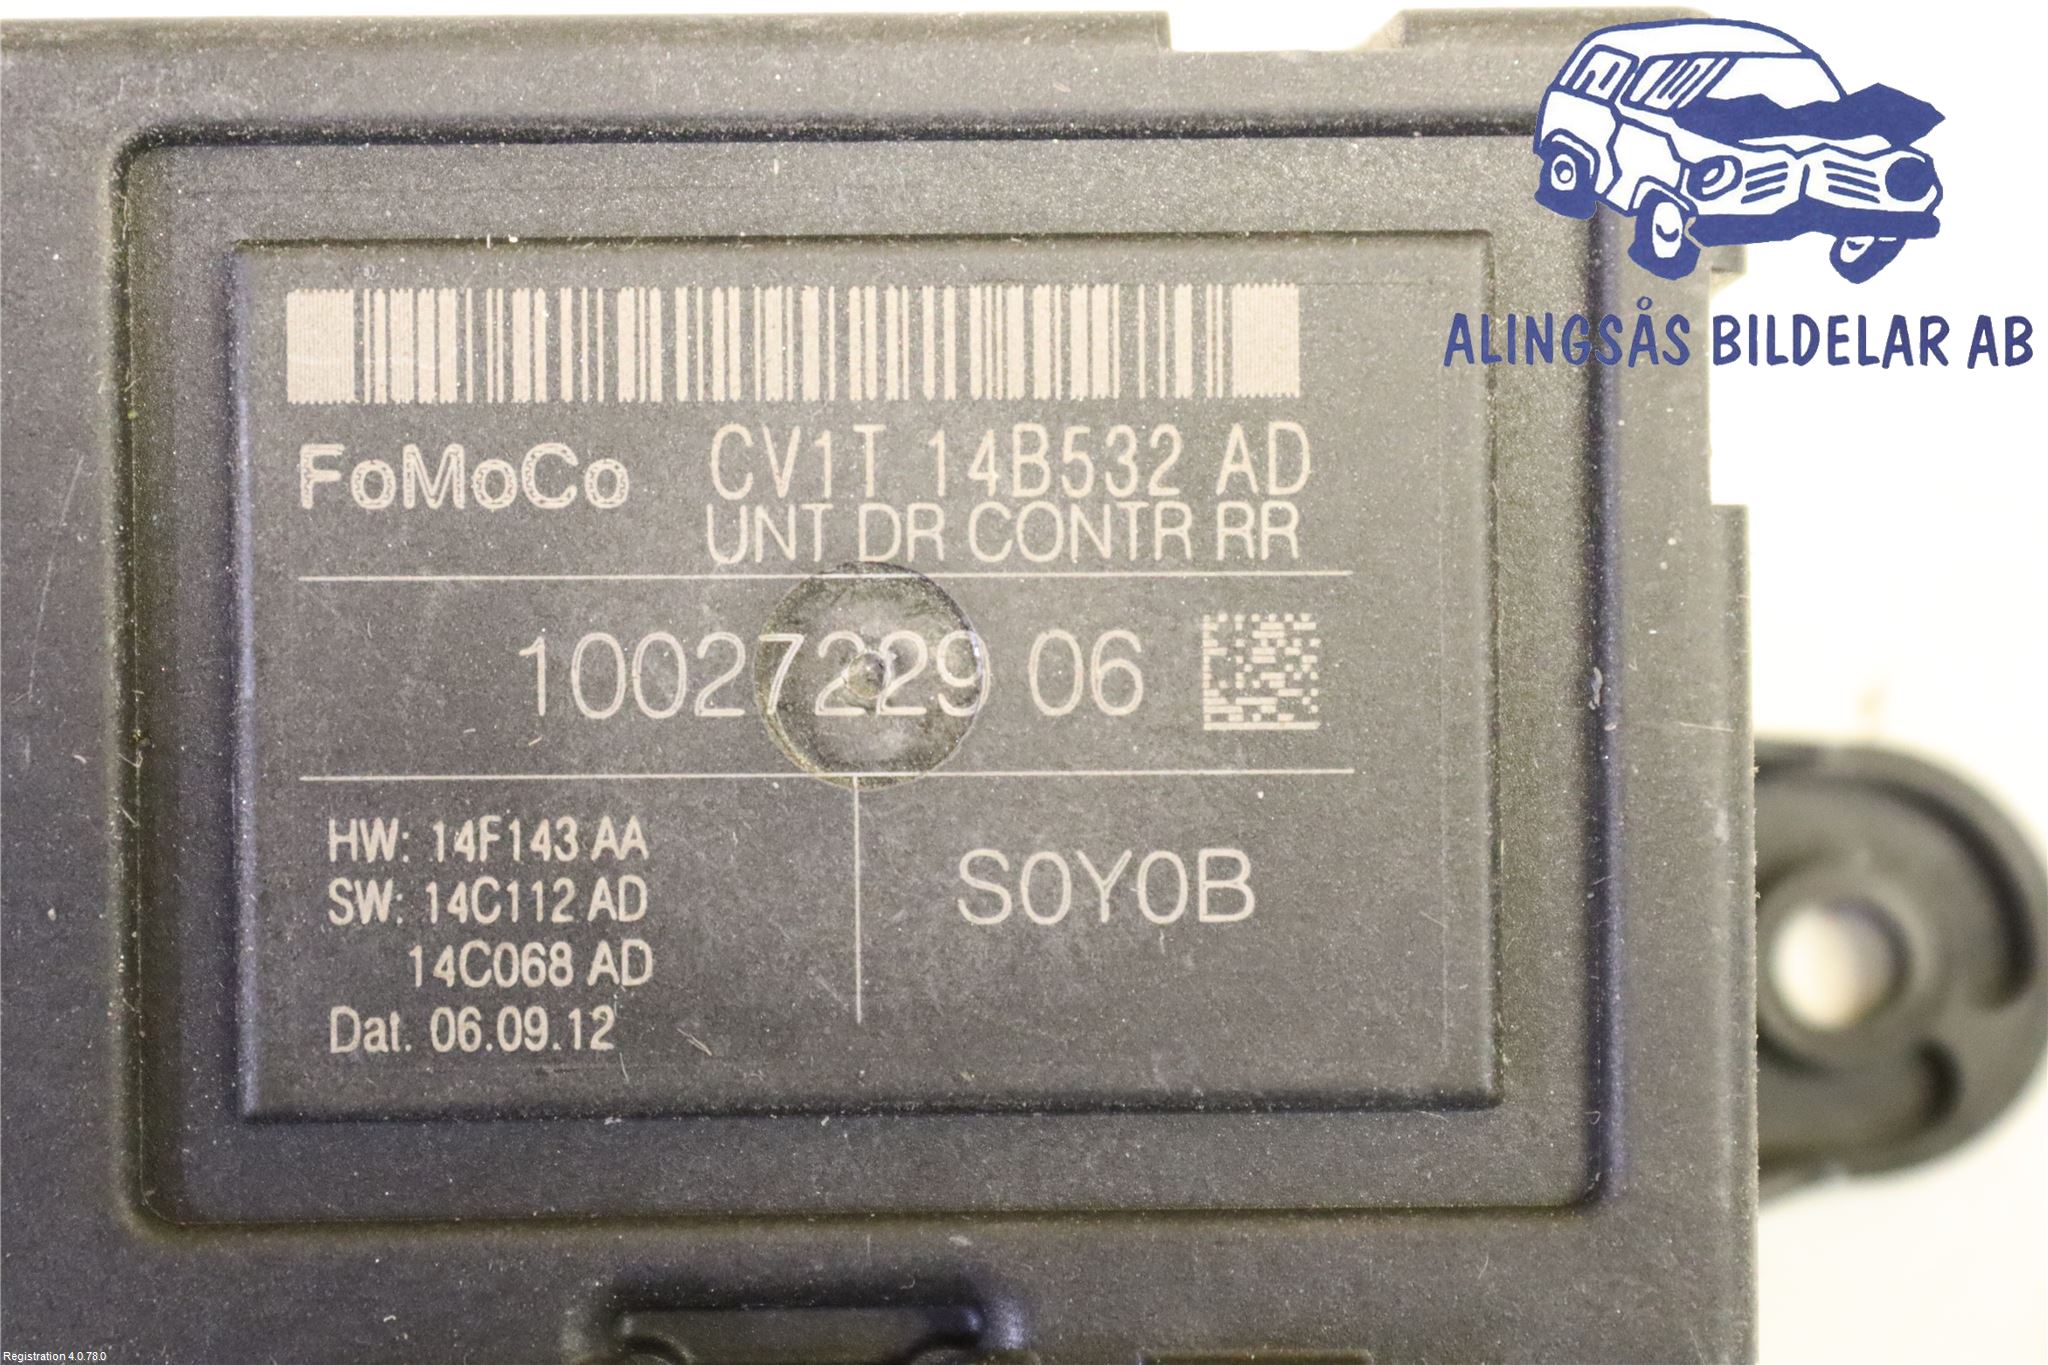 ALINGSÅS BILDELAR AB
FoMoCo CV1T 14B532 AD
UNT DR CONTR RR
10027229 06
HW: 14F143 AA
SW: 14C112 AD
14C068 AD
Dat. 06.09.12
S0Y0B
Registration 4.0.78.0